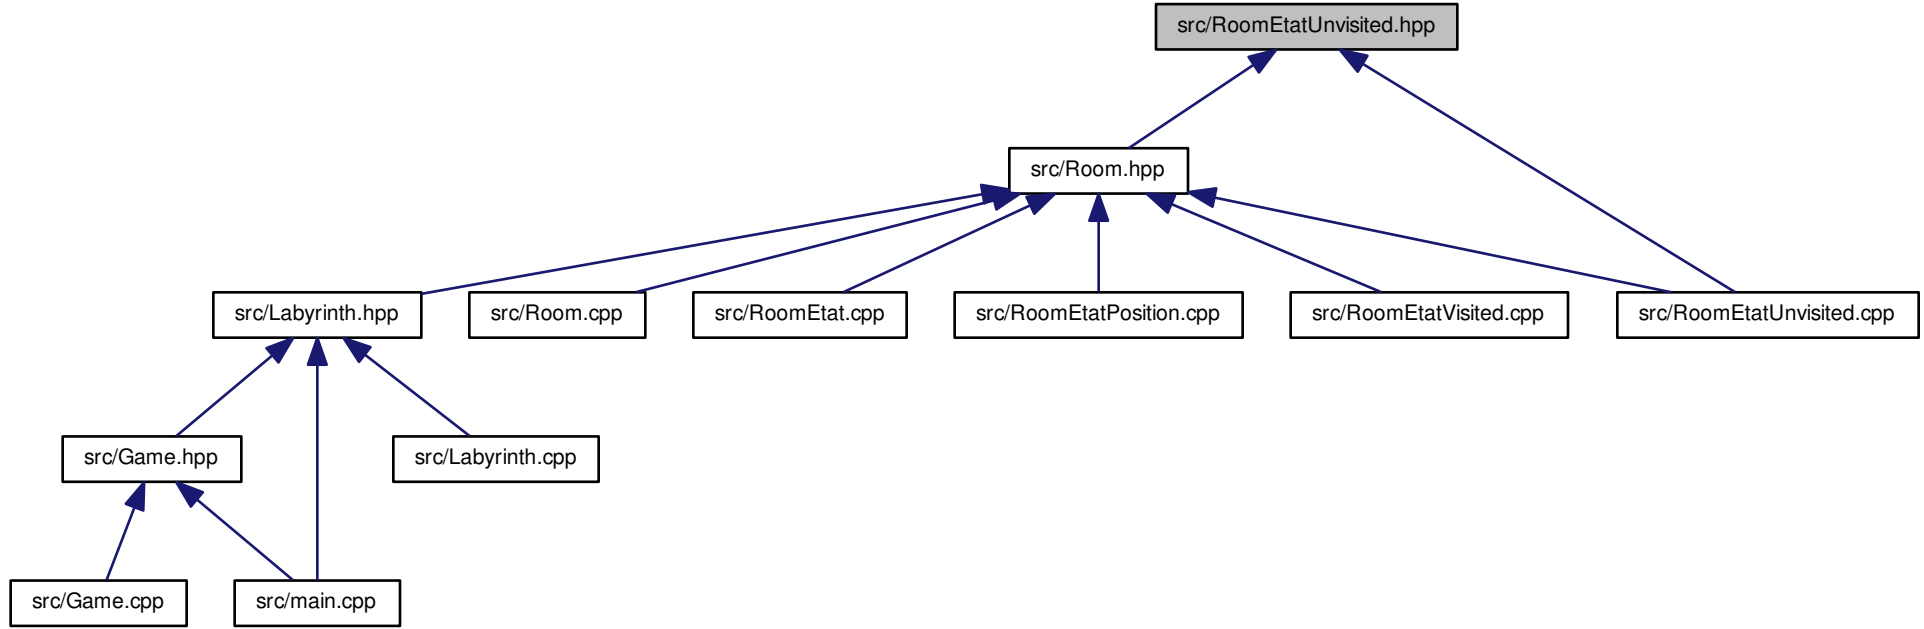 src/RoomEtatUnvisited.hpp
src/Room.hpp
src/Labyrinth.hpp
src/Room.cpp
src/RoomEtat.cpp
src/RoomEtatPosition.cpp
src/RoomEtatVisited.cpp
src/RoomEtatUnvisited.cpp
src/Game.hpp
src/Labyrinth.cpp
src/Game.cpp
src/main.cpp